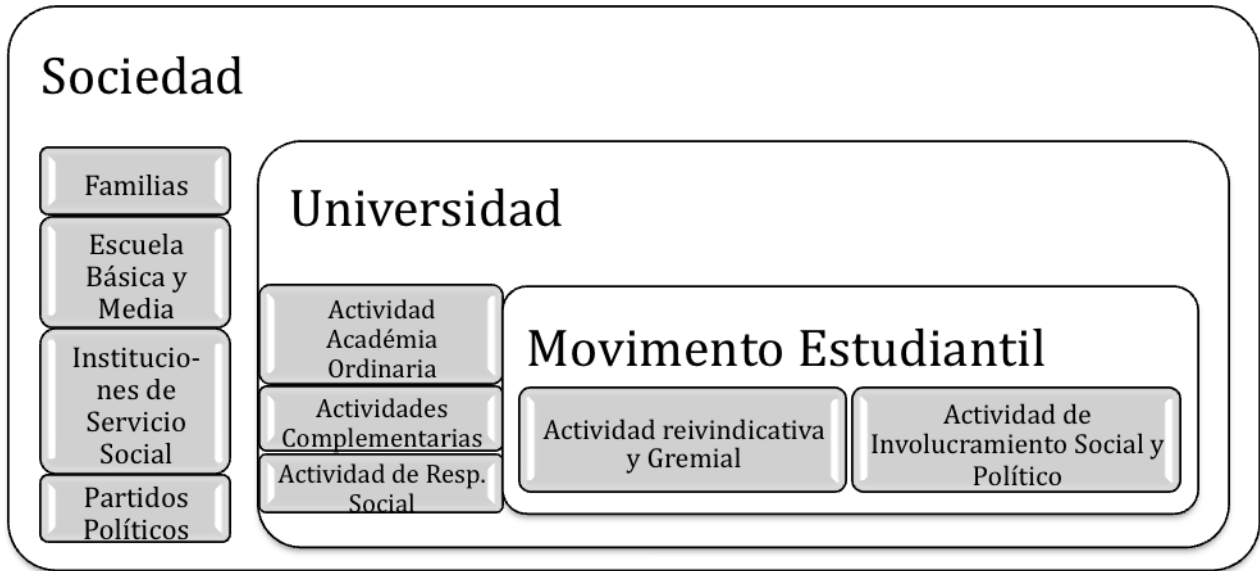 Sociedad
Familias
Escuela
Básica y
Media
Institucio-
nes de
Servicio
Social
Partidos
Políticos
Universidad
Actividad
Académia
Ordinaria
Actividades
Complementarias
Actividad de Resp.
Social
Movimento Estudiantil
Actividad reivindicativa
y Gremial
Actividad de
Involucramiento Social y
Político